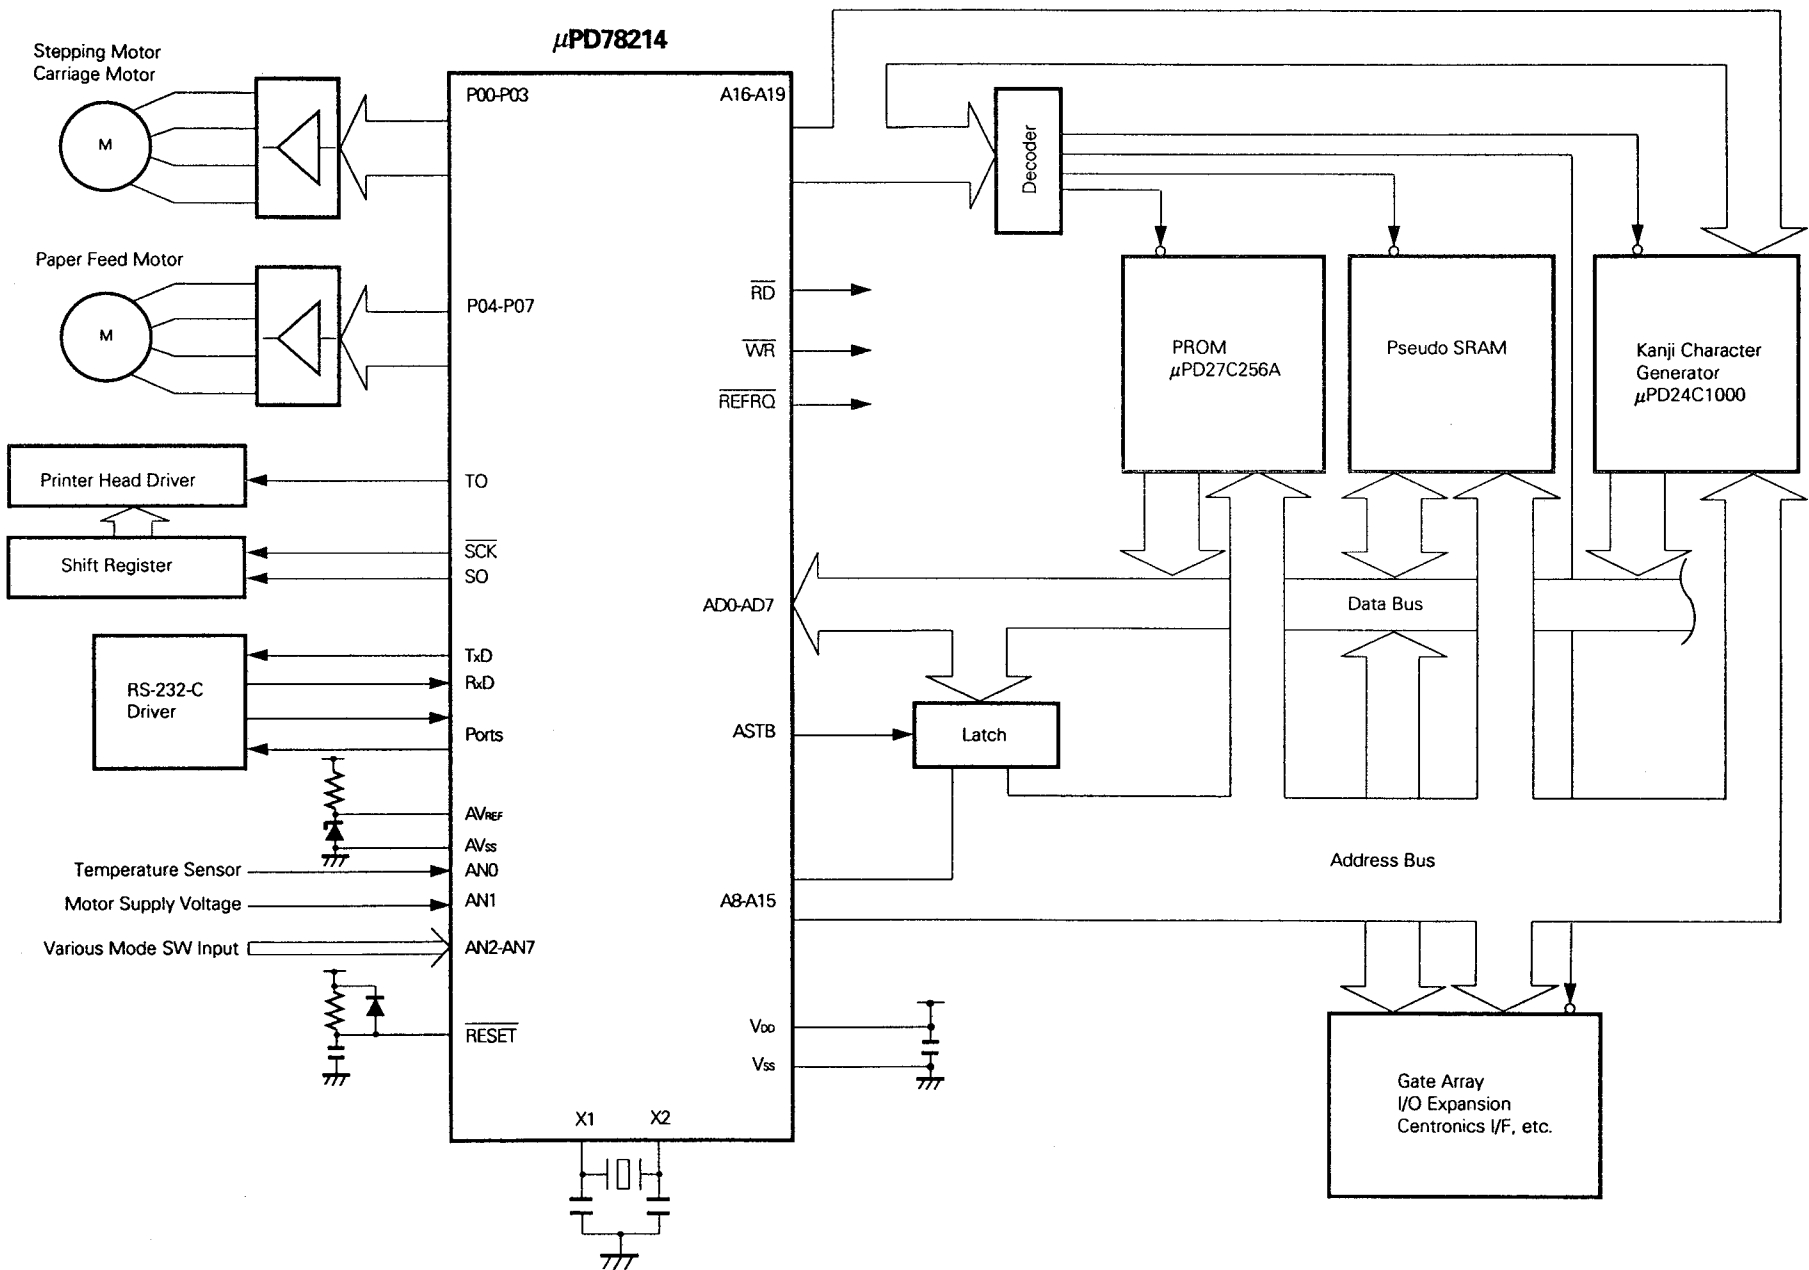 μPD78214
Stepping Motor
Carriage Motor
M
P00-P03
A16-A19
Decoder
Paper Feed Motor
M
P04-P07
RD
WR
REFRQ
PROM
μPD27C256A
Pseudo SRAM
Kanji Character
Generator
μPD24C1000
Printer Head Driver
TO
Shift Register
SCK
SO
AD0-AD7
Data Bus
RS-232-C
Driver
TxD
RxD
Ports
ASTB
Latch
AVREF
AVSS
Temperature Sensor
AN0
Motor Supply Voltage
AN1
Various Mode SW Input
AN2-AN7
A8-A15
Address Bus
RESET
VDD
VSS
X1
X2
Gate Array
I/O Expansion
Centronics I/F, etc.